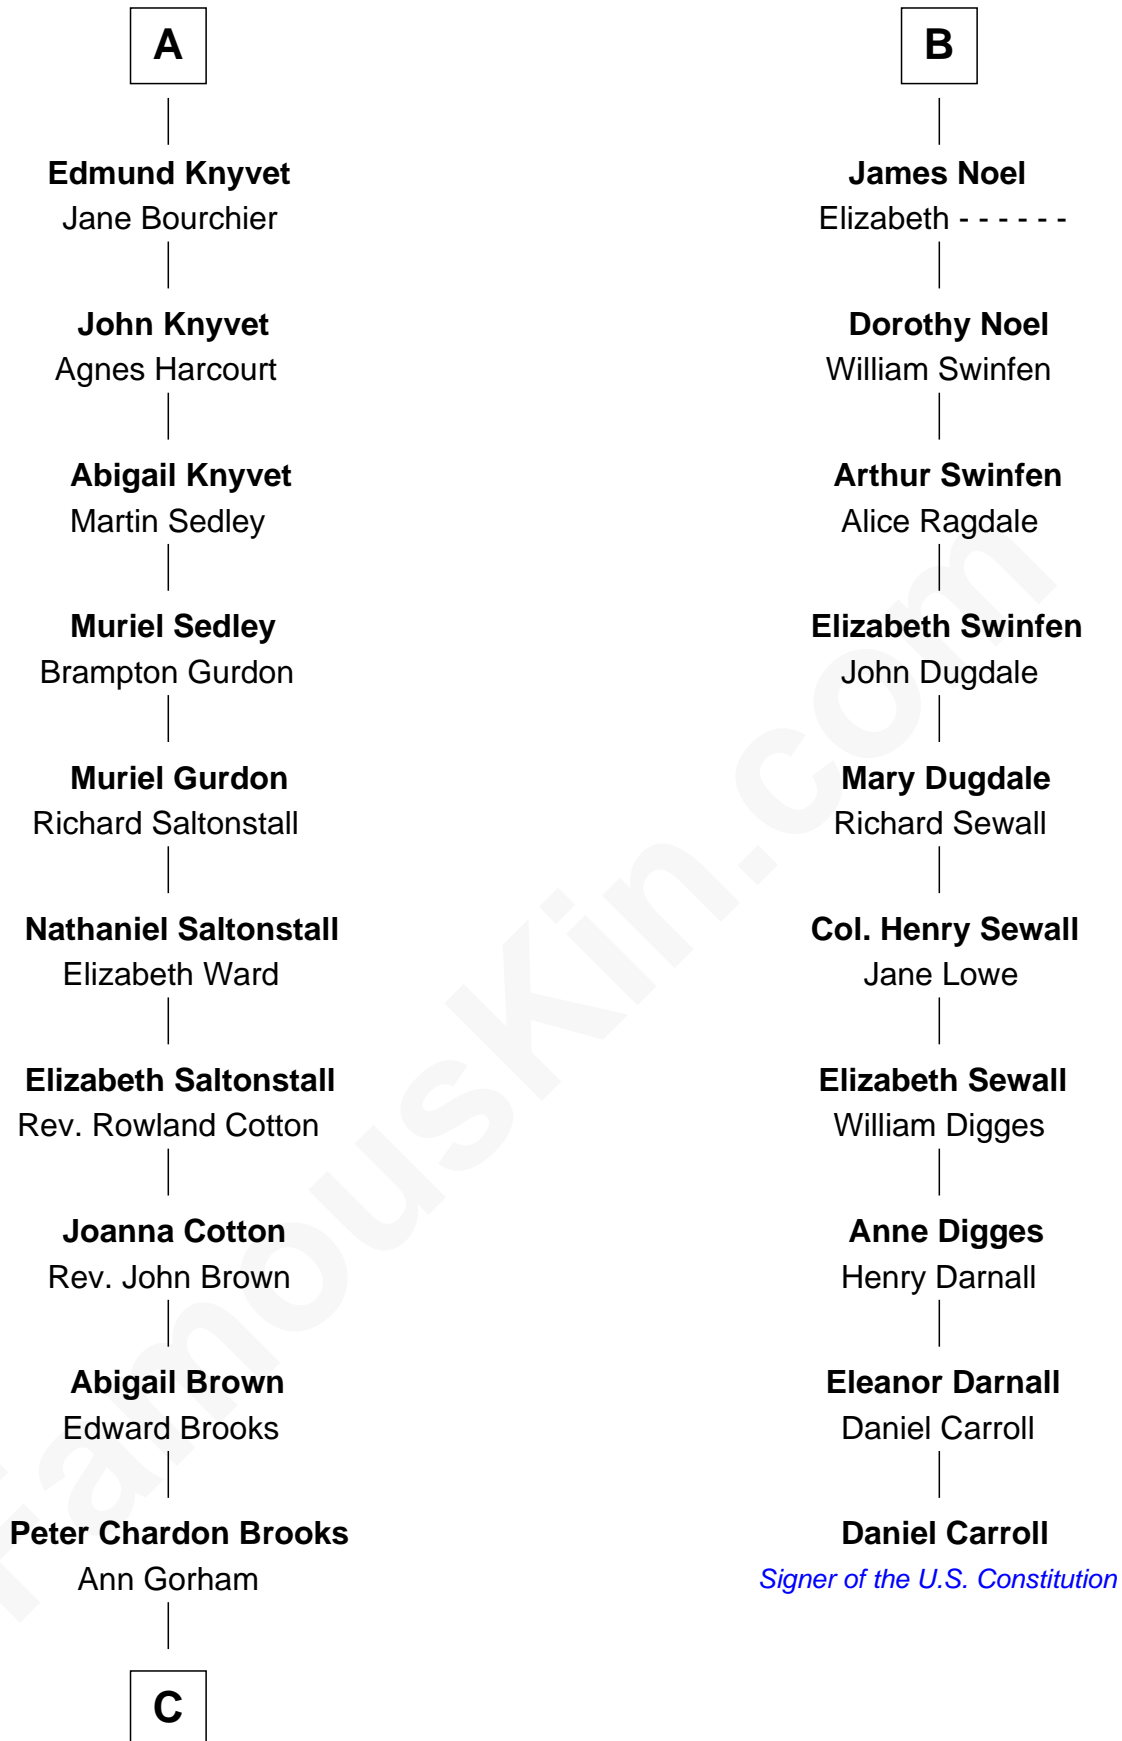 A
Edmund Knyvet
Jane Bourchier
John Knyvet
Agnes Harcourt
Abigail Knyvet
Martin Sedley
Muriel Sedley
Brampton Gurdon
Muriel Gurdon
Richard Saltonstall
Nathaniel Saltonstall
Elizabeth Ward
Elizabeth Saltonstall
Rev. Rowland Cotton
Joanna Cotton
Rev. John Brown
Abigail Brown
Edward Brooks
Peter Chardon Brooks
Ann Gorham
C
B
James Noel
Elizabeth - - - - - -
Dorothy Noel
William Swinfen
Arthur Swinfen
Alice Ragdale
Elizabeth Swinfen
John Dugdale
Mary Dugdale
Richard Sewall
Col. Henry Sewall
Jane Lowe
Elizabeth Sewall
William Digges
Anne Digges
Henry Darnall
Eleanor Darnall
Daniel Carroll
Daniel Carroll
Signer of the U.S. Constitution
FamousKin.com